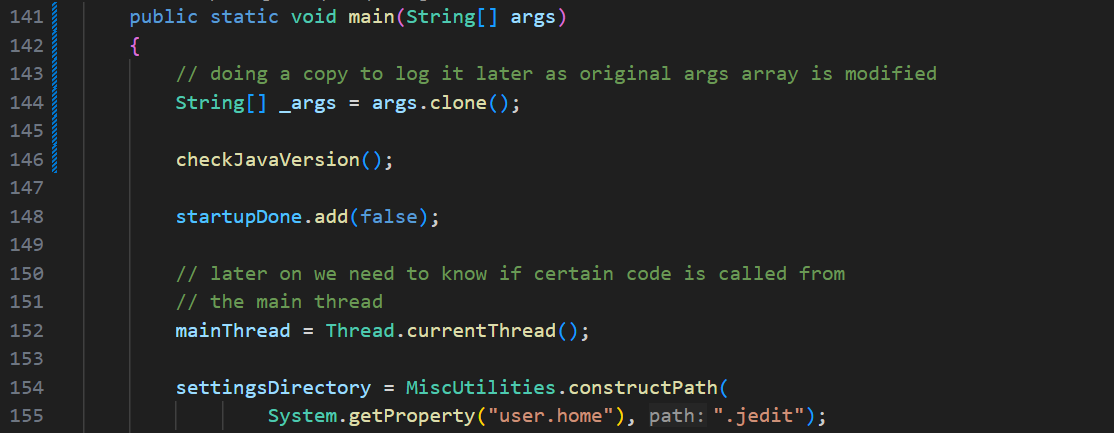 141 public static void main(String[] args)
142 {
143 // doing a copy to log it later as original args array is modified
144 String[] _args = args.clone();
145
146 checkJavaVersion();
147
148 startupDone.add(false);
149
150 // later on we need to know if certain code is called from
151 // the main thread
152 mainThread = Thread.currentThread();
153
154 settingsDirectory = MiscUtilities.constructPath(
155 System.getProperty("user.home"), path: ".jedit");